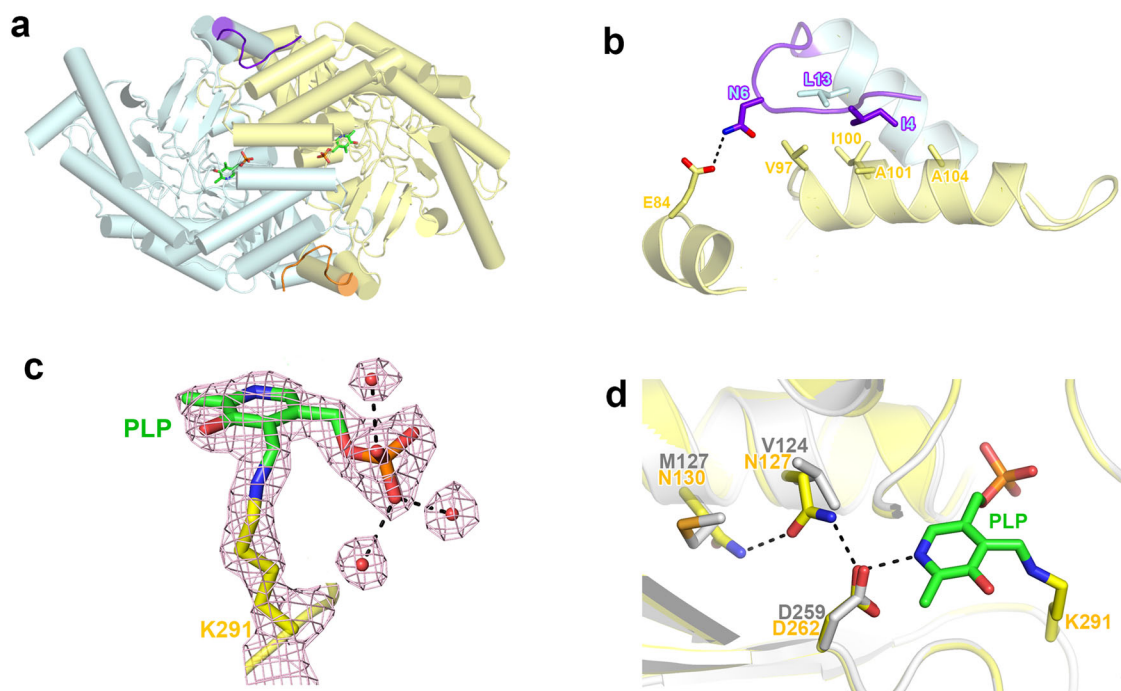 a
b
L13
N6
I4
I100
V97
A101
A104
E84
c
PLP
K291
d
V124
M127
N127
N130
PLP
D259
D262
K291